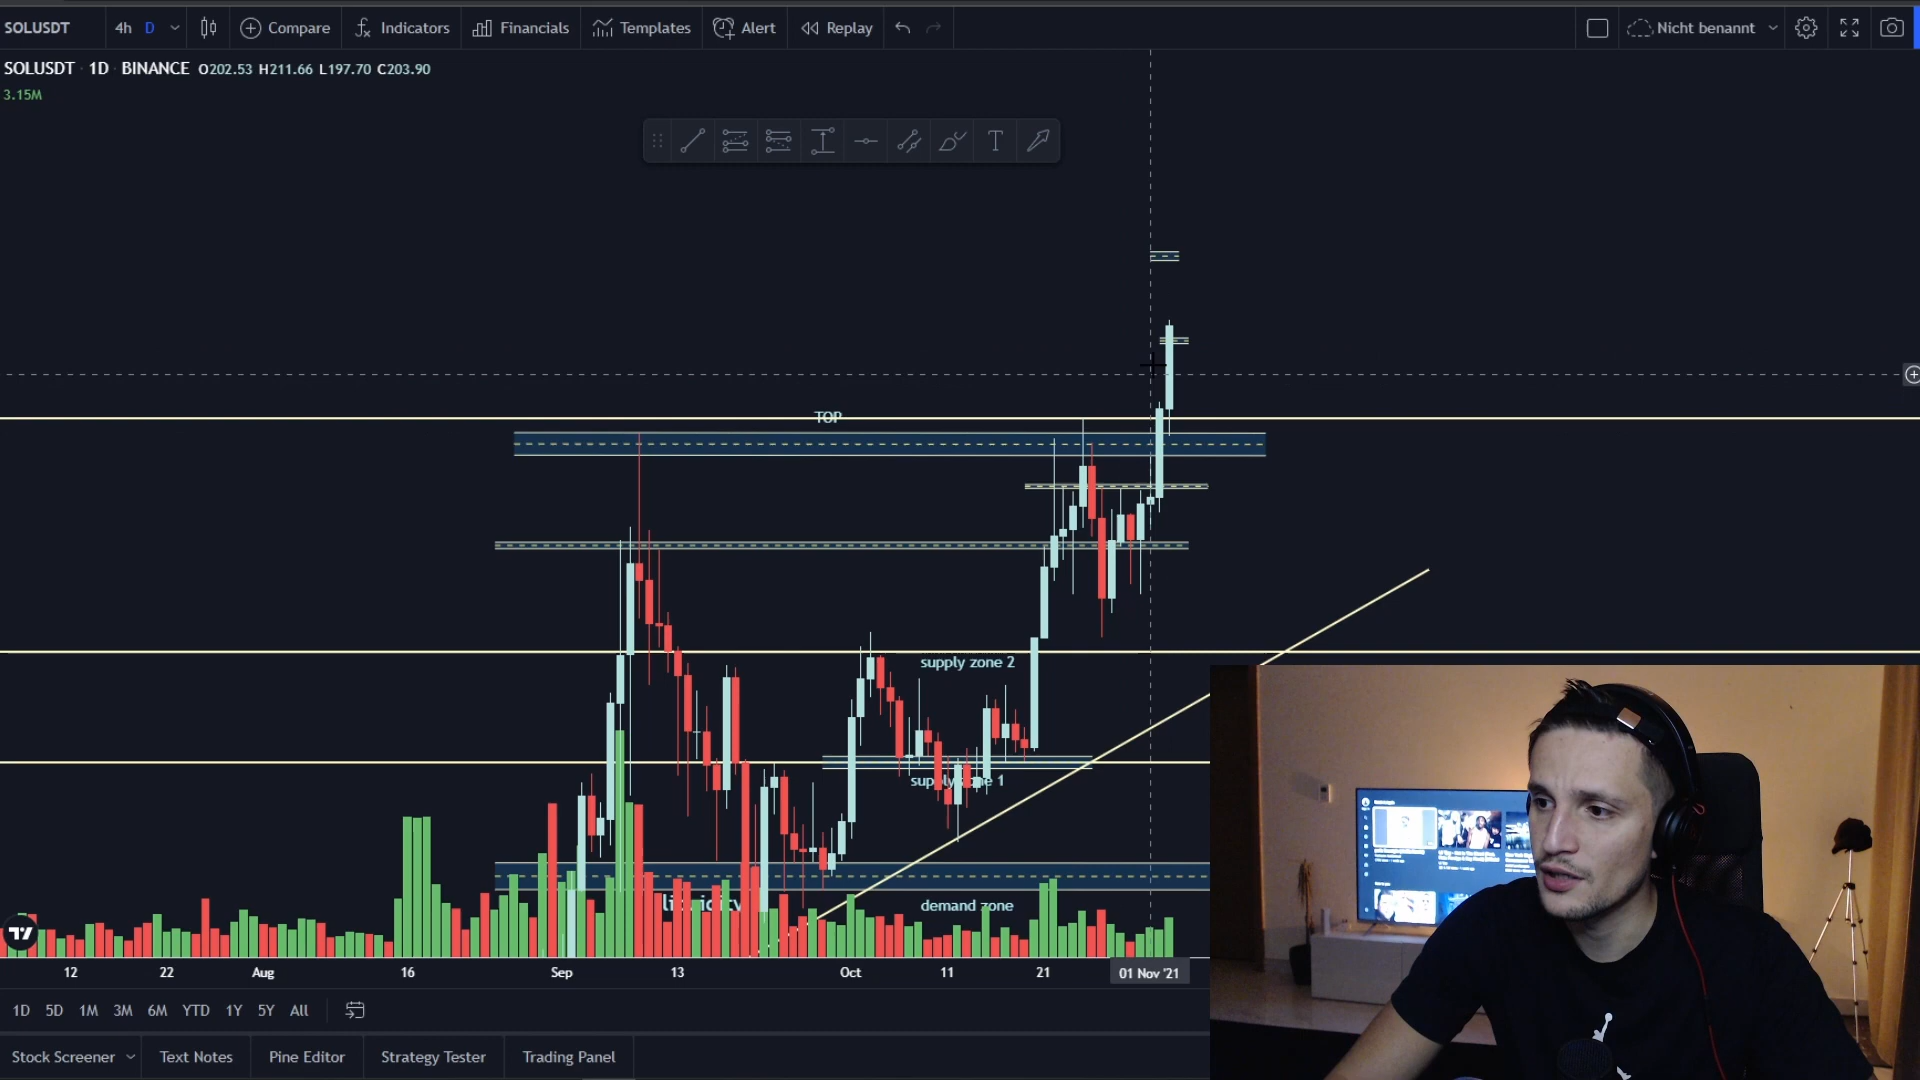 SOLUSDT 4h D Compare Indicators Financials Templates Alert Replay Nicht benannt
SOLUSDT 1D BINANCE O202.53 H211.66 L197.70 C203.90
3.15M
TOP
supply zone 2
supply zone 1
liquidity
demand zone
12 22 Aug 16 Sep 13 Oct 11 21 01 Nov '21
1D 5D 1M 3M 6M YTD 1Y 5Y All
Stock Screener Text Notes Pine Editor Strategy Tester Trading Panel